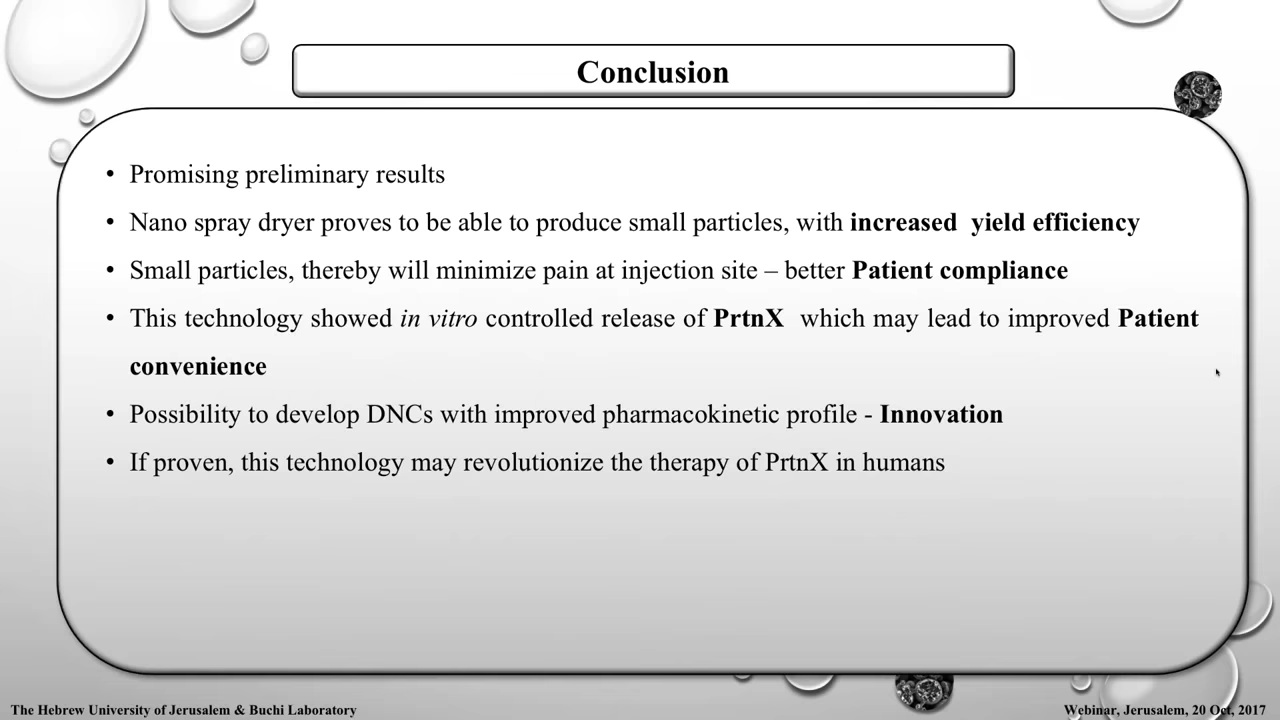 Conclusion
• Promising preliminary results
• Nano spray dryer proves to be able to produce small particles, with increased yield efficiency
• Small particles, thereby will minimize pain at injection site – better Patient compliance
• This technology showed in vitro controlled release of PrtnX which may lead to improved Patient
convenience
• Possibility to develop DNCs with improved pharmacokinetic profile - Innovation
• If proven, this technology may revolutionize the therapy of PrtnX in humans
The Hebrew University of Jerusalem & Buchi Laboratory
Webinar, Jerusalem, 20 Oct, 2017